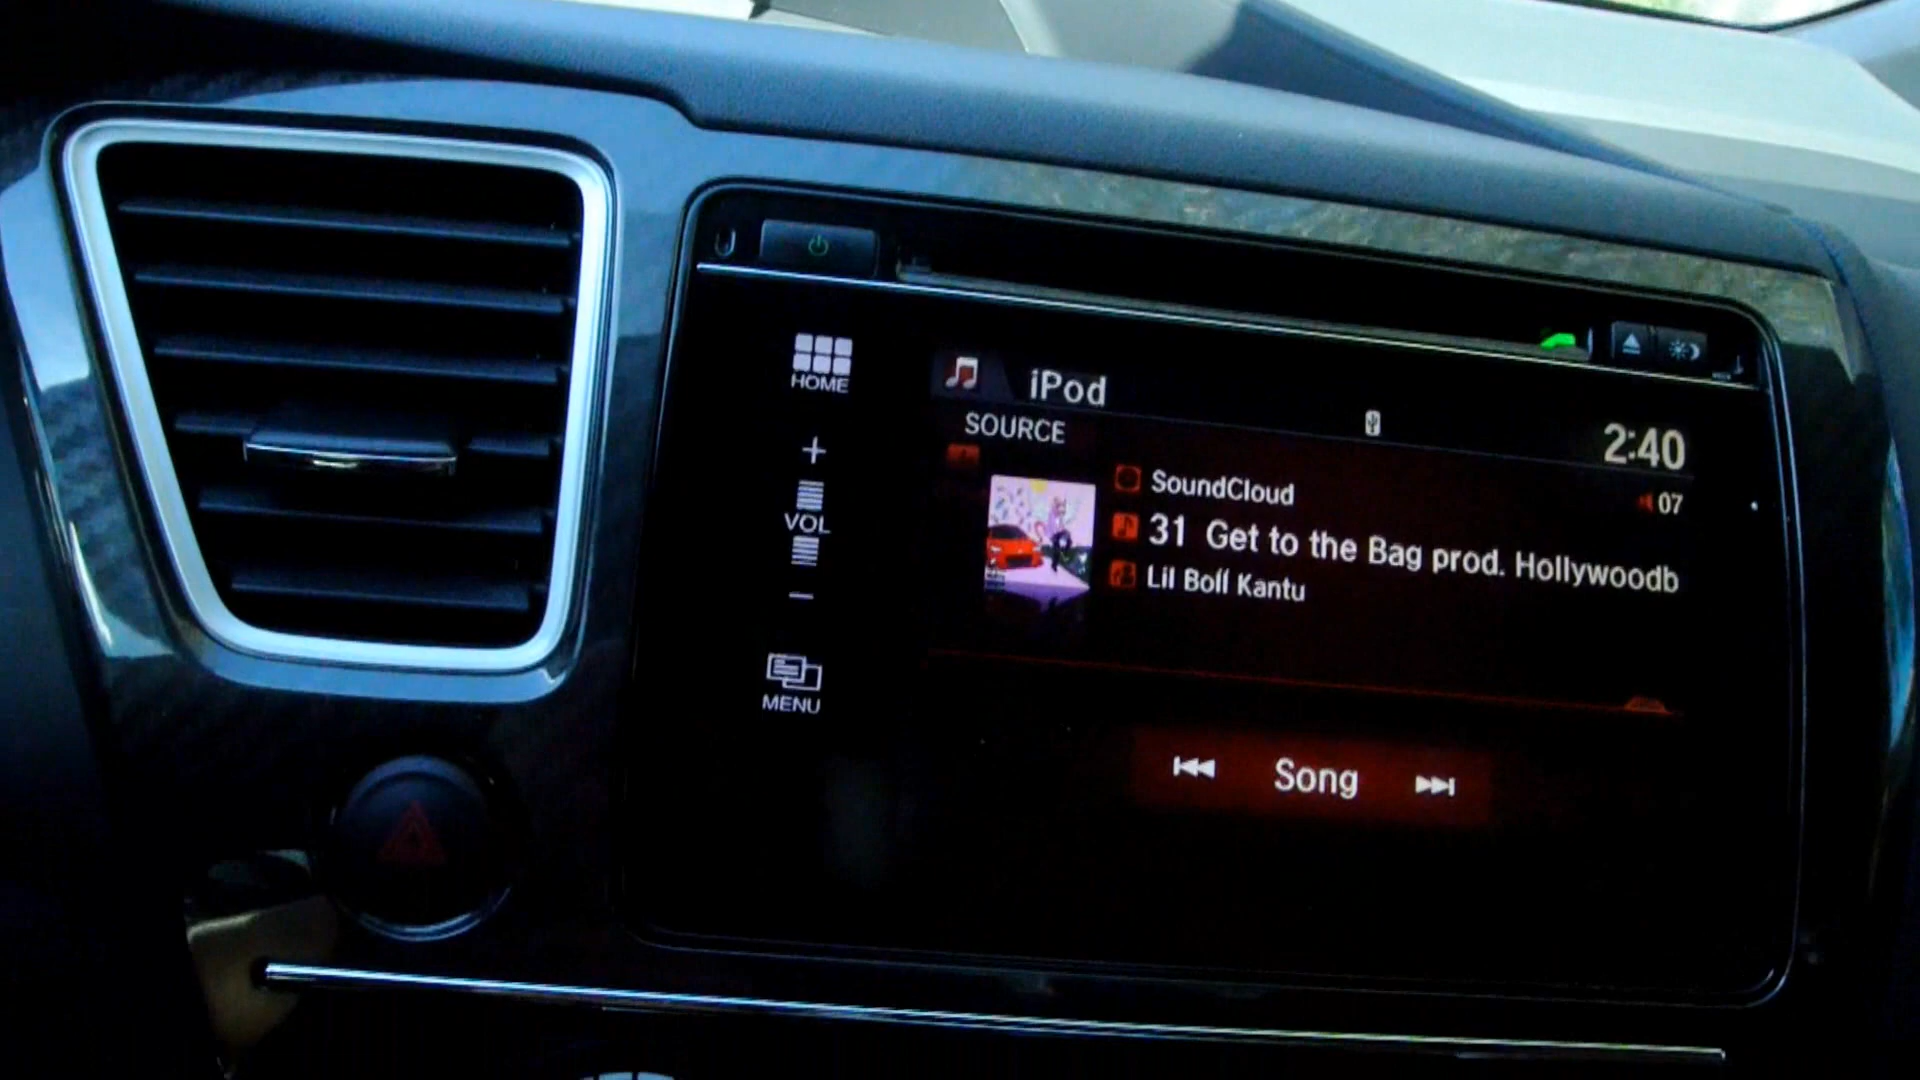 HOME
iPod
SOURCE
2:40
+
VOL
SoundCloud
07
31 Get to the Bag prod. Hollywoodb
Lil Boll Kantu
−
MENU
Song